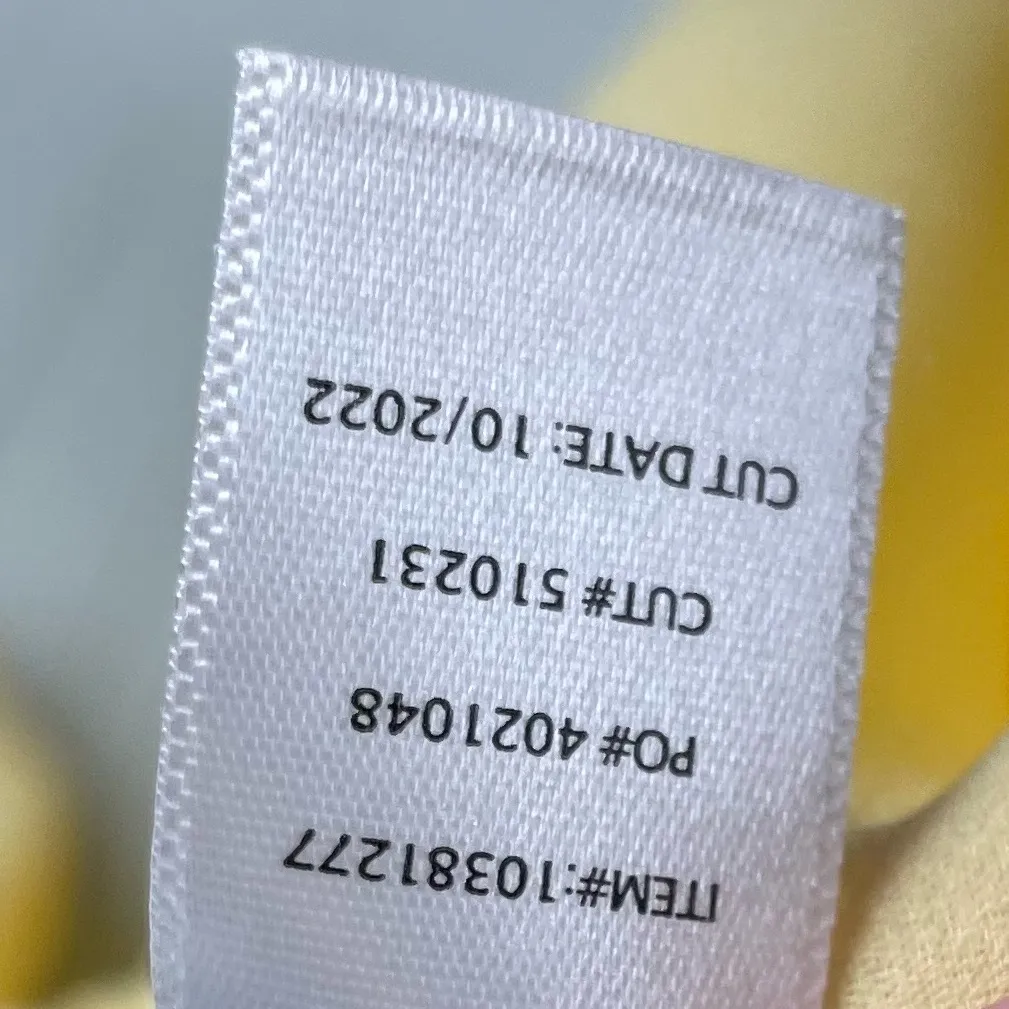 ITEM#:10381277
PO# 4021048
CUT# 510231
CUT DATE: 10/2022